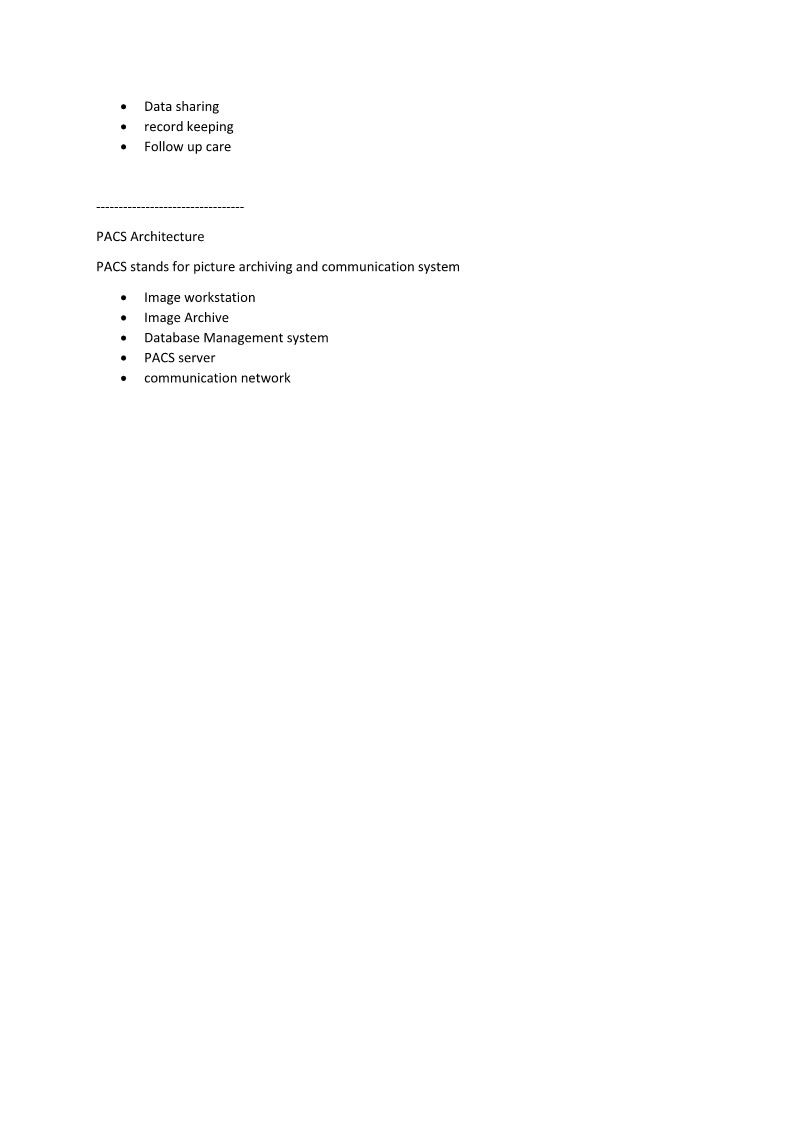 • Data sharing
• record keeping
• Follow up care
---------------------------------
PACS Architecture
PACS stands for picture archiving and communication system
• Image workstation
• Image Archive
• Database Management system
• PACS server
• communication network